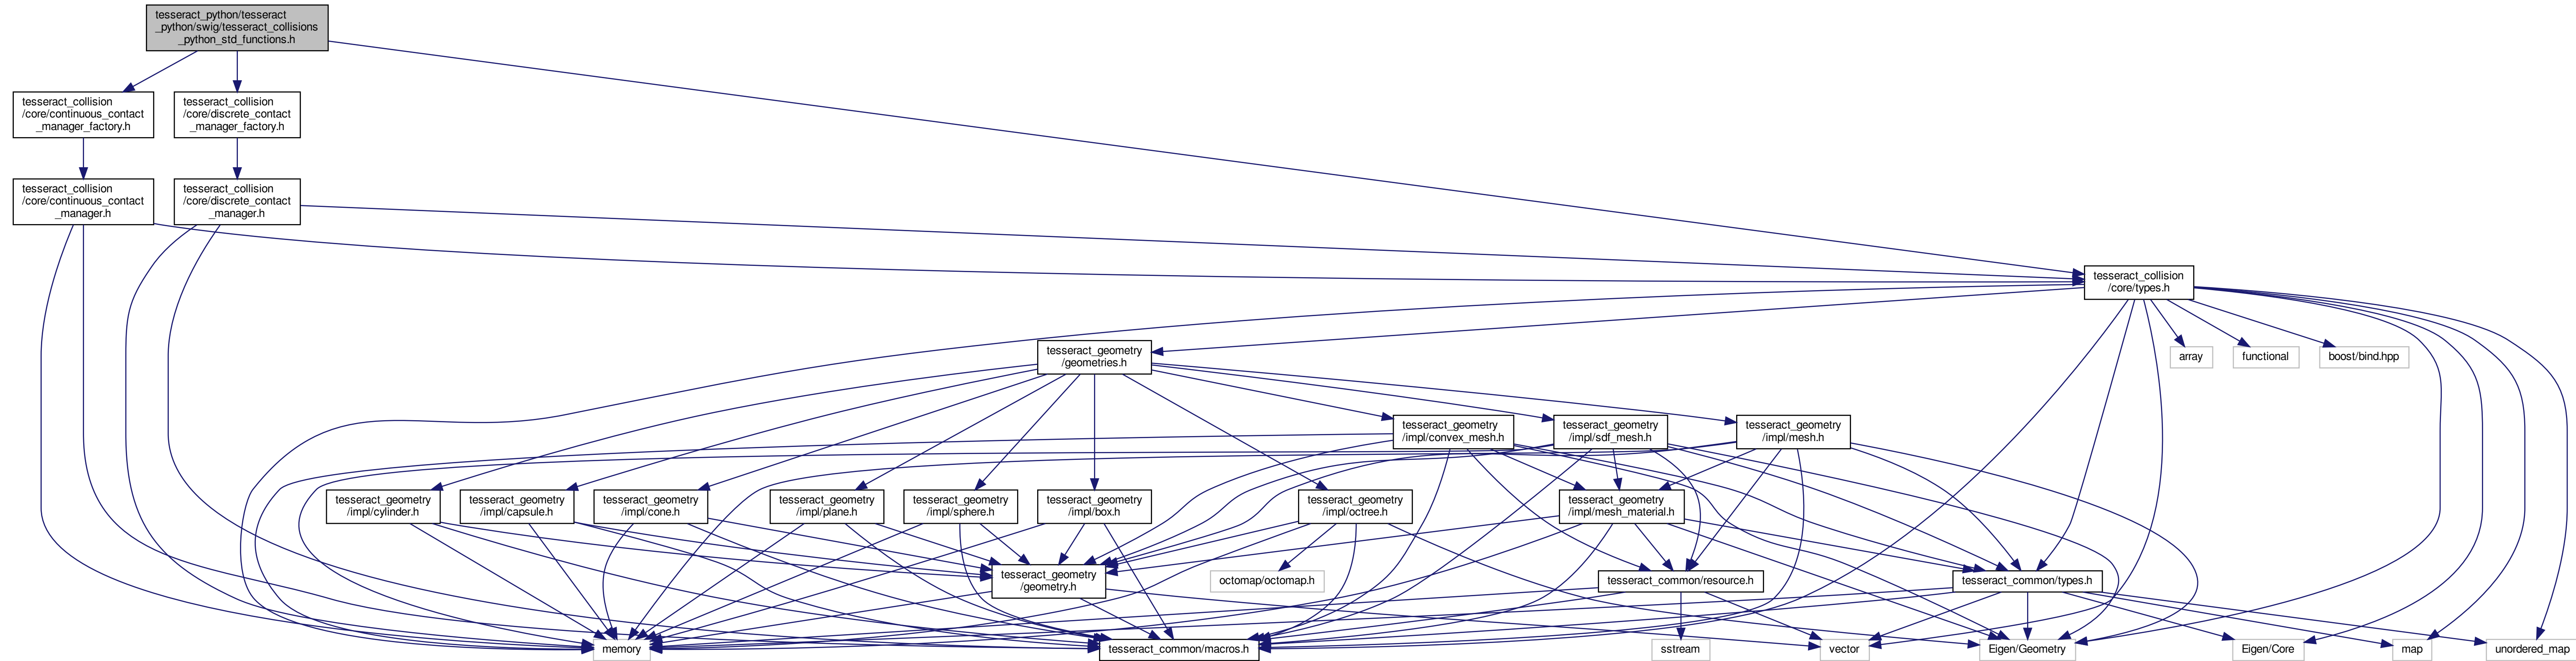 tesseract_python/tesseract
_python/swig/tesseract_collisions
_python_std_functions.h
tesseract_collision
/core/continuous_contact
_manager_factory.h
tesseract_collision
/core/discrete_contact
_manager_factory.h
tesseract_collision
/core/continuous_contact
_manager.h
tesseract_collision
/core/discrete_contact
_manager.h
tesseract_collision
/core/types.h
tesseract_geometry
/geometries.h
array
functional
boost/bind.hpp
tesseract_geometry
/impl/convex_mesh.h
tesseract_geometry
/impl/sdf_mesh.h
tesseract_geometry
/impl/mesh.h
tesseract_geometry
/impl/cylinder.h
tesseract_geometry
/impl/capsule.h
tesseract_geometry
/impl/cone.h
tesseract_geometry
/impl/plane.h
tesseract_geometry
/impl/sphere.h
tesseract_geometry
/impl/box.h
tesseract_geometry
/impl/octree.h
tesseract_geometry
/impl/mesh_material.h
tesseract_geometry
/geometry.h
octomap/octomap.h
tesseract_common/resource.h
tesseract_common/types.h
memory
tesseract_common/macros.h
sstream
vector
Eigen/Geometry
Eigen/Core
map
unordered_map